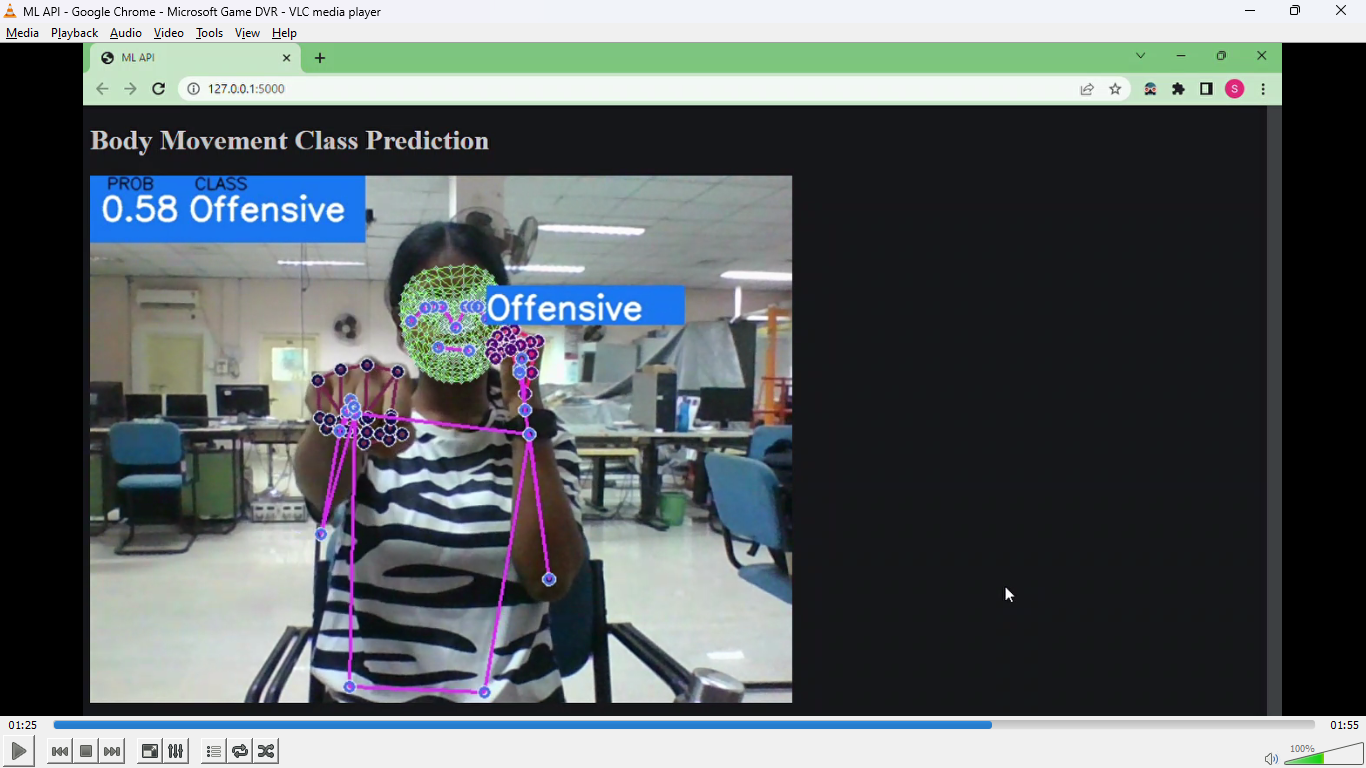 ML API - Google Chrome - Microsoft Game DVR - VLC media player
Media Playback Audio Video Tools View Help
ML API
127.0.0.1:5000
S
Body Movement Class Prediction
PROB CLASS
0.58 Offensive
Offensive
01:25
01:55
100%